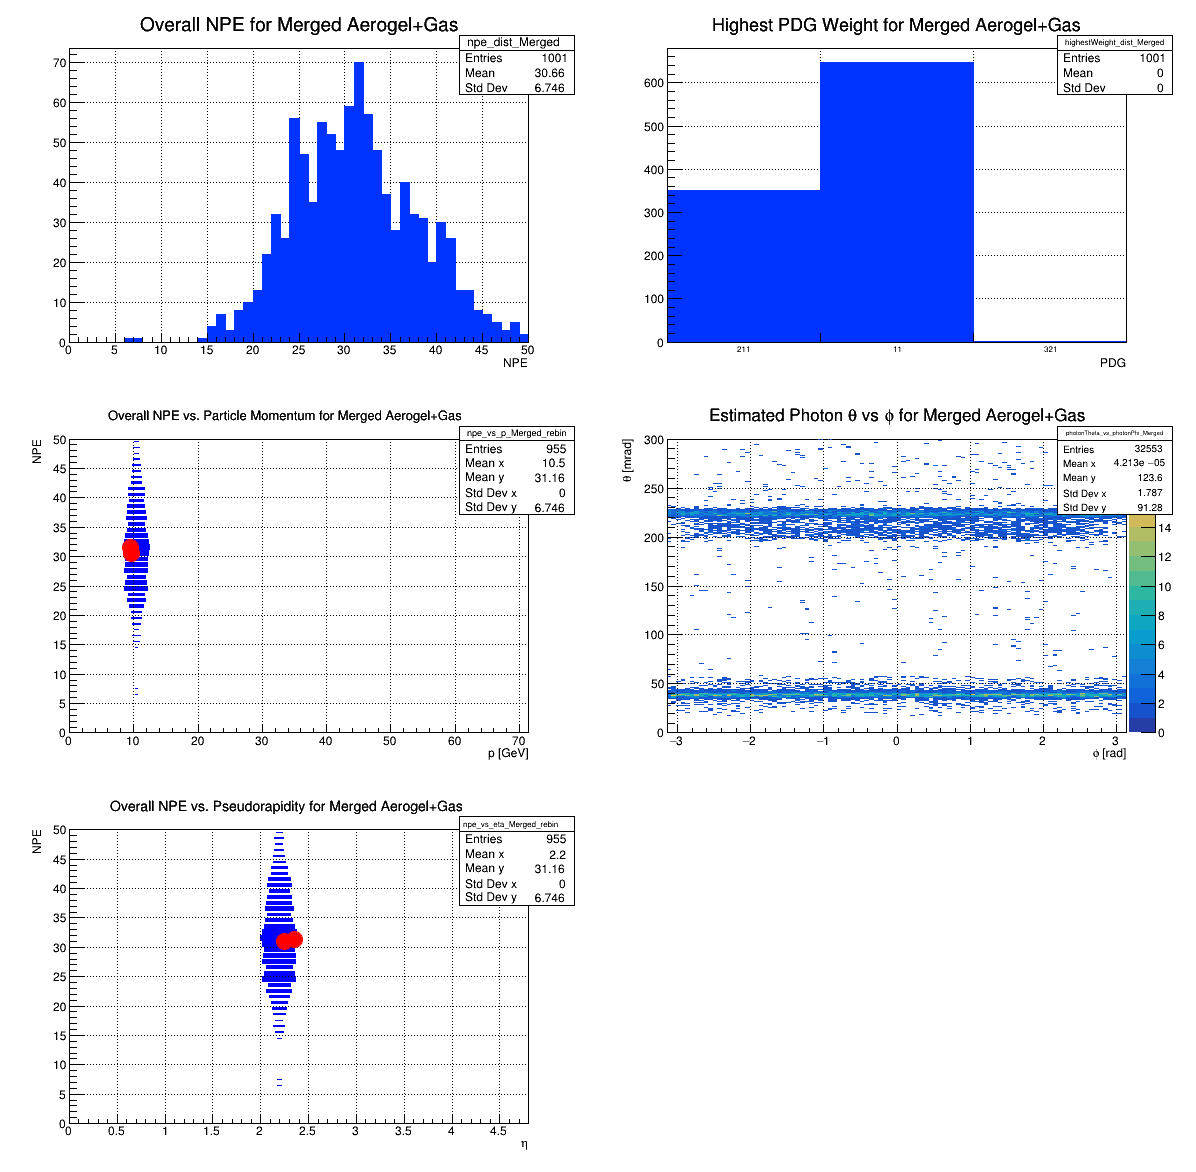 Overall NPE for Merged Aerogel+Gas
npe_dist_Merged
Entries 1001
Mean 30.66
Std Dev 6.746
70
60
50
40
30
20
10
0
0 5 10 15 20 25 30 35 40 45 50
NPE
Highest PDG Weight for Merged Aerogel+Gas
highestWeight_dist_Merged
Entries 1001
Mean 0
Std Dev 0
600
500
400
300
200
100
0
211 11 321
PDG
Overall NPE vs. Particle Momentum for Merged Aerogel+Gas
npe_vs_p_Merged_rebin
Entries 955
Mean x 10.5
Mean y 31.16
Std Dev x 0
Std Dev y 6.746
NPE
50
45
40
35
30
25
20
15
10
5
0
0 10 20 30 40 50 60 70
p [GeV]
Estimated Photon θ vs ϕ for Merged Aerogel+Gas
photonTheta_vs_photonPhi_Merged
Entries 32553
Mean x 4.213e −05
Mean y 123.6
Std Dev x 1.787
Std Dev y 91.28
θ [mrad]
300
250
200
150
100
50
0
−3 −2 −1 0 1 2 3
ϕ [rad]
14
12
10
8
6
4
2
0
Overall NPE vs. Pseudorapidity for Merged Aerogel+Gas
npe_vs_eta_Merged_rebin
Entries 955
Mean x 2.2
Mean y 31.16
Std Dev x 0
Std Dev y 6.746
NPE
50
45
40
35
30
25
20
15
10
5
0
0 0.5 1 1.5 2 2.5 3 3.5 4 4.5
η